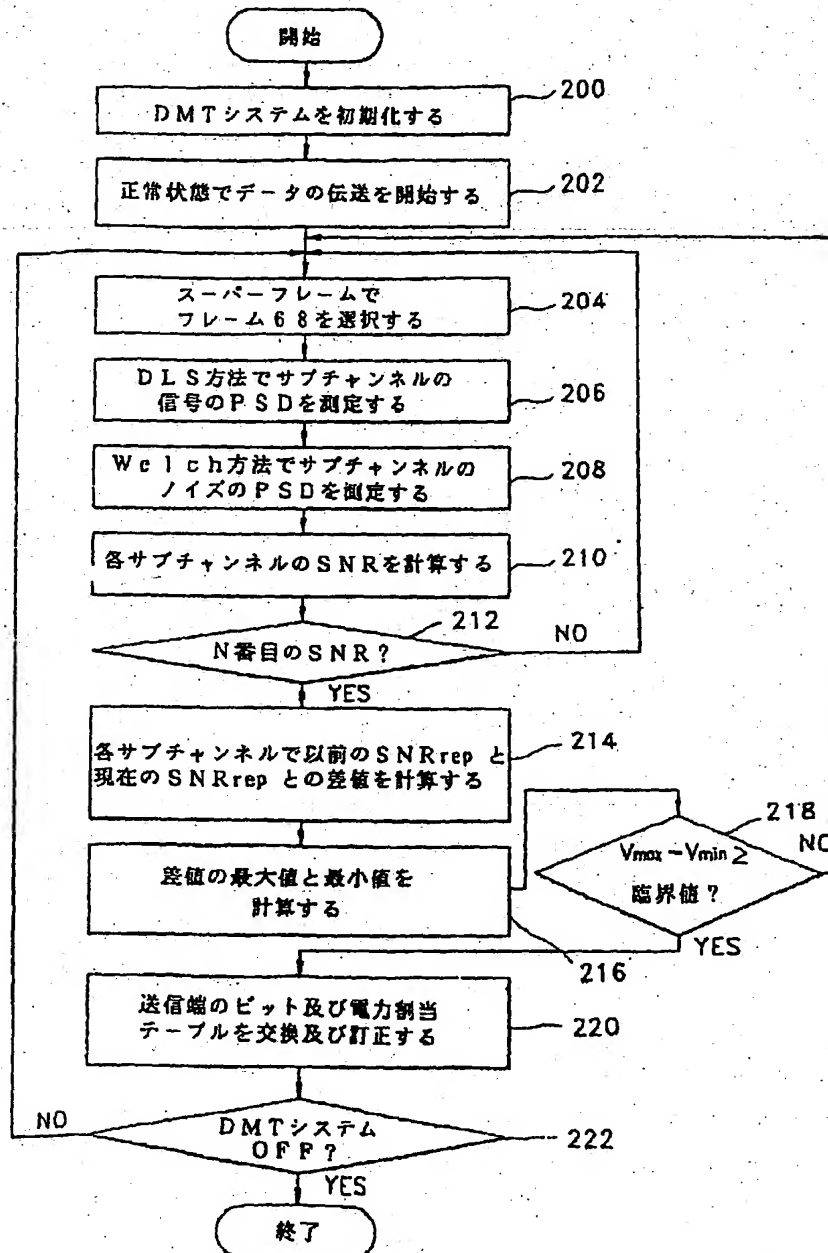 開始
DMTシステムを初期化する
200
正常状態でデータの伝送を開始する
202
スーパーフレームで
フレーム68を選択する
204
DLS方法でサブチャンネルの
信号のPSDを測定する
206
Welch方法でサブチャンネルの
ノイズのPSDを測定する
208
各サブチャンネルのSNRを計算する
210
212
N番目のSNR?
NO
YES
各サブチャンネルで以前のSNRrep と
現在のSNRrep との差値を計算する
214
差値の最大値と最小値を
計算する
216
218
Vmax-Vmin≥
臨界値?
NO
YES
送信端のビット及び電力割当
テーブルを交換及び訂正する
220
DMTシステム
OFF?
222
NO
YES
終了